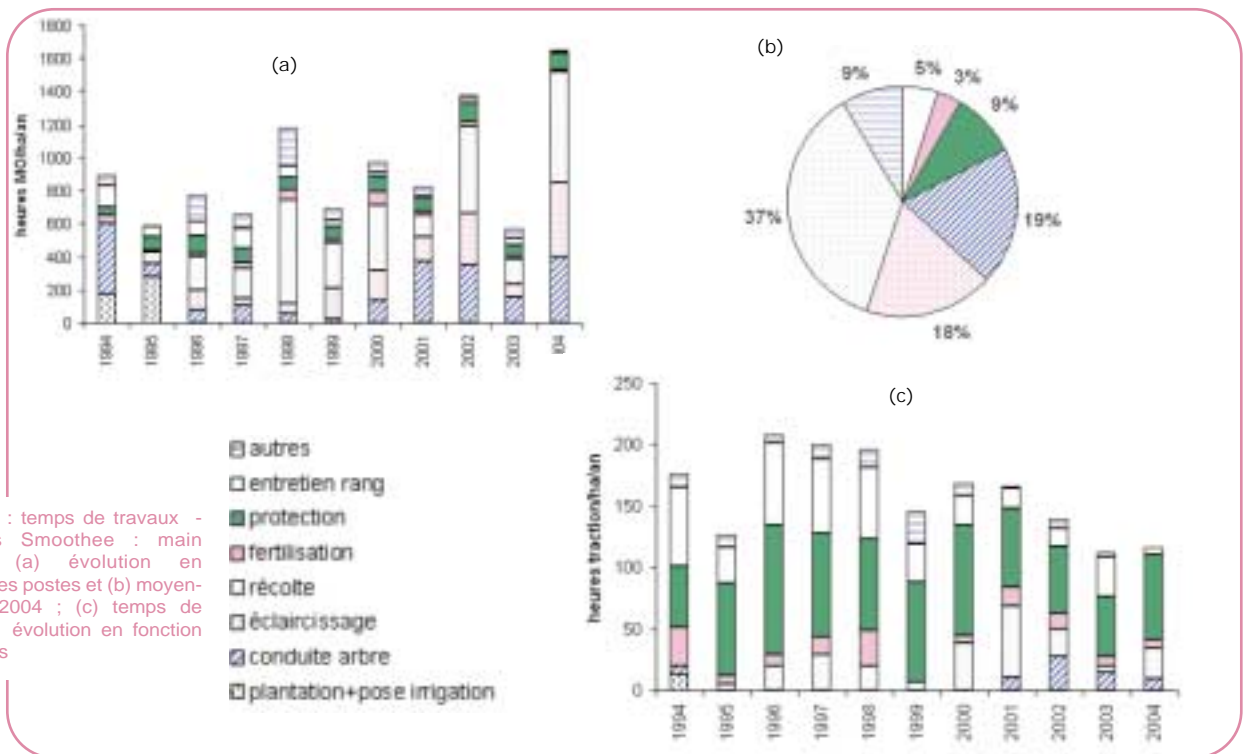 (a)
heures MO/ha/an
1800
1600
1400
1200
1000
800
600
400
200
0
1994
1995
1996
1997
1998
1999
2000
2001
2002
2003
(b)
9%
5%
3%
9%
19%
18%
37%
autres
entretien rang
protection
fertilisation
récolte
éclaircissage
conduite arbre
plantation+pose irrigation
: temps de travaux -
Smoothee : main
(a) évolution en
postes et (b) moyen-
2004 ; (c) temps de
évolution en fonction
(c)
heures traction/ha/an
250
200
150
100
50
0
1994
1995
1996
1997
1998
1999
2000
2001
2002
2003
2004